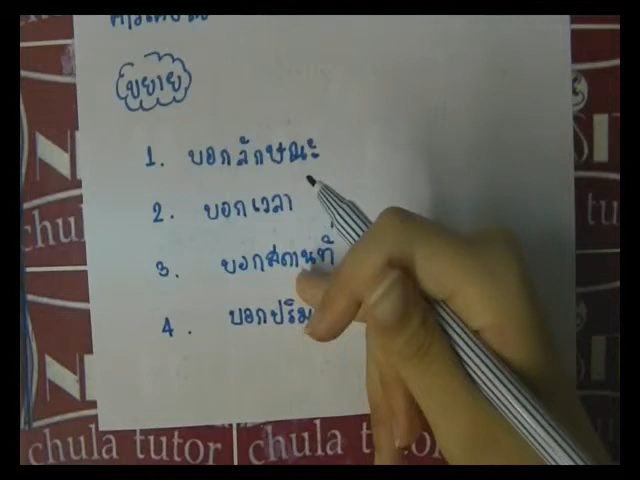 ขยาย
1. บอกลักษณะ
2. บอกเวลา
3. บอกสถานที่
4. บอกปริม
chula tutor chula tutor